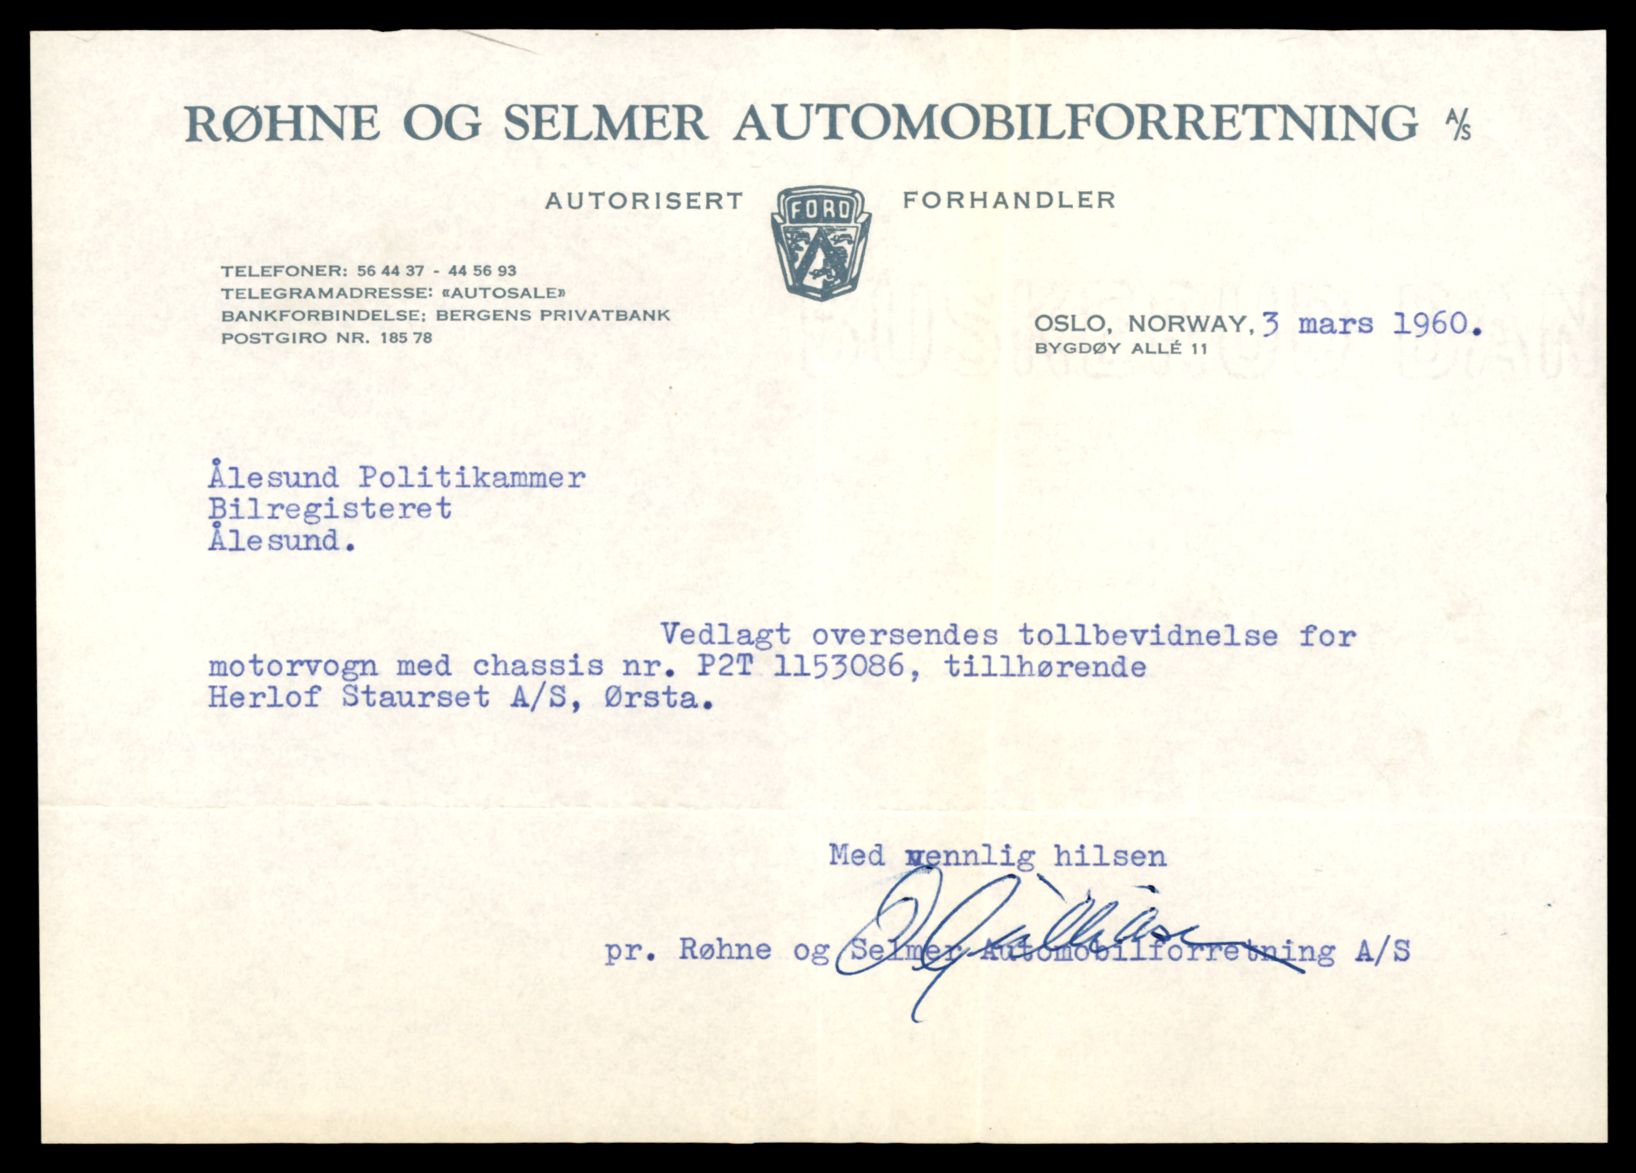 RØHNE OG SELMER AUTOMOBILFORRETNING A/S
AUTORISERT FORD FORHANDLER
TELEFONER: 56 44 37 - 44 56 93
TELEGRAMADRESSE: «AUTOSALE»
BANKFORBINDELSE: BERGENS PRIVATBANK
POSTGIRO NR. 185 78
OSLO, NORWAY, 3 mars 1960.
BYGDØY ALLÉ 11
Ålesund Politikammer
Bilregisteret
Ålesund.
Vedlagt oversendes tollbevidnelse for
motorvogn med chassis nr. P2T 1153086, tillhørende
Herlof Staurset A/S, Ørsta.
Med vennlig hilsen
pr. Røhne og Selmer Automobilforretning A/S